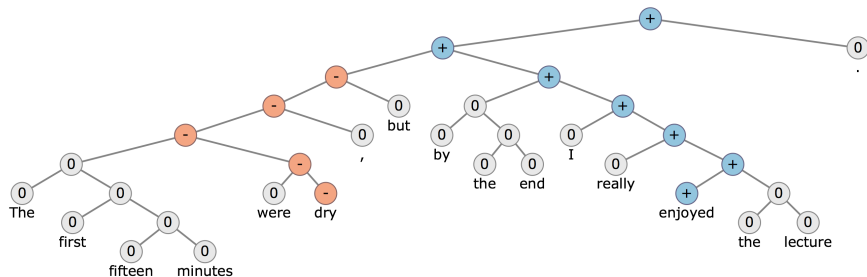 +
+ 0
- + .
- 0 0 +
but
- 0 0 0 0 +
, by I
0 - 0 0 0 +
the end really
0 0 0 - + 0
The were dry enjoyed
0 0 0 0
first the lecture
0 0
fifteen minutes